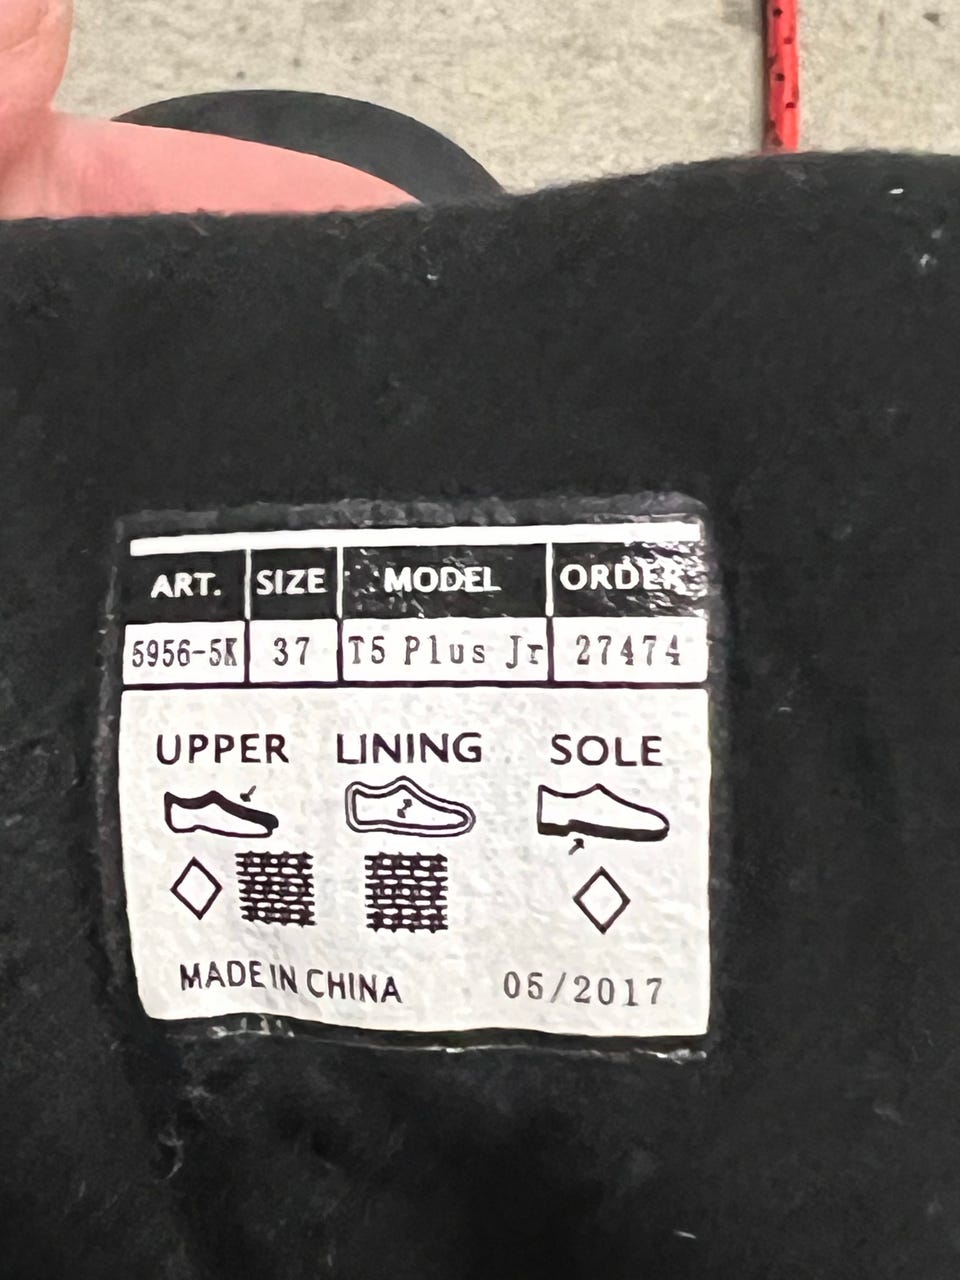 ART. SIZE MODEL ORDER
5956-5K 37 T5 Plus Jr 27474
UPPER LINING SOLE
MADE IN CHINA 05/2017